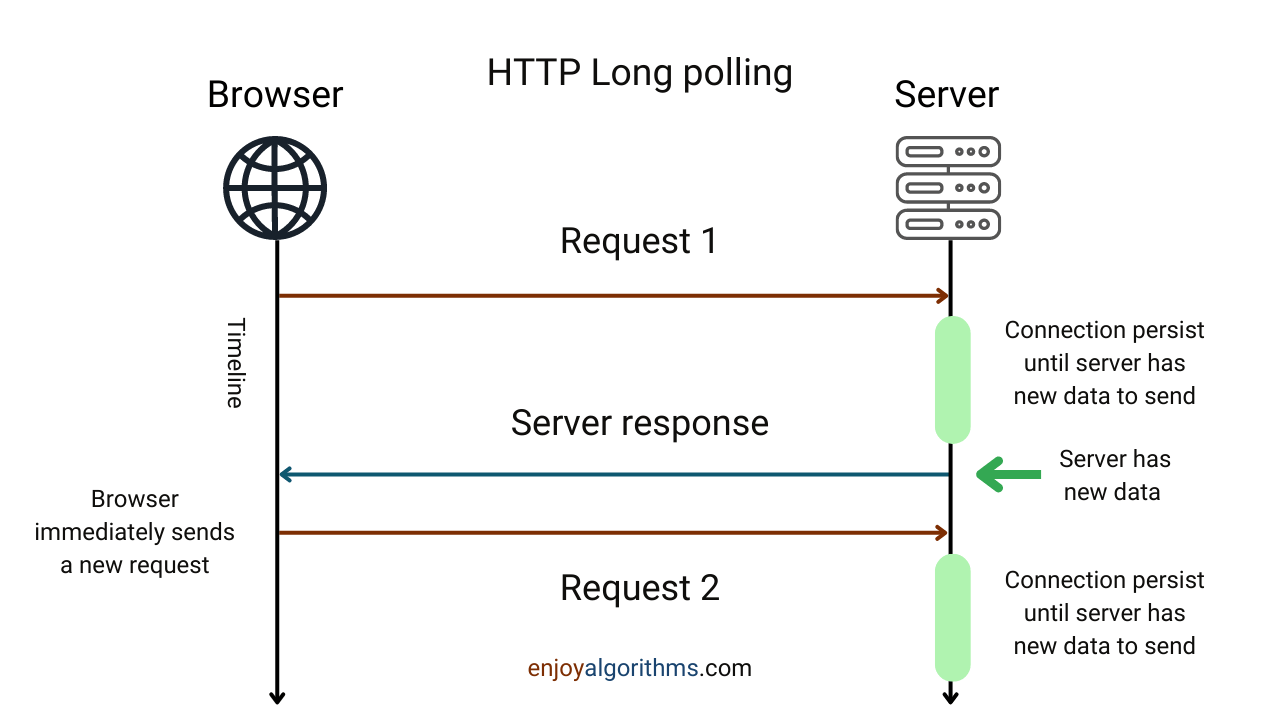 HTTP Long polling
Browser
Server
Request 1
Timeline
Connection persist
until server has
new data to send
Server response
Server has
new data
Browser
immediately sends
a new request
Request 2
Connection persist
until server has
new data to send
enjoyalgorithms.com